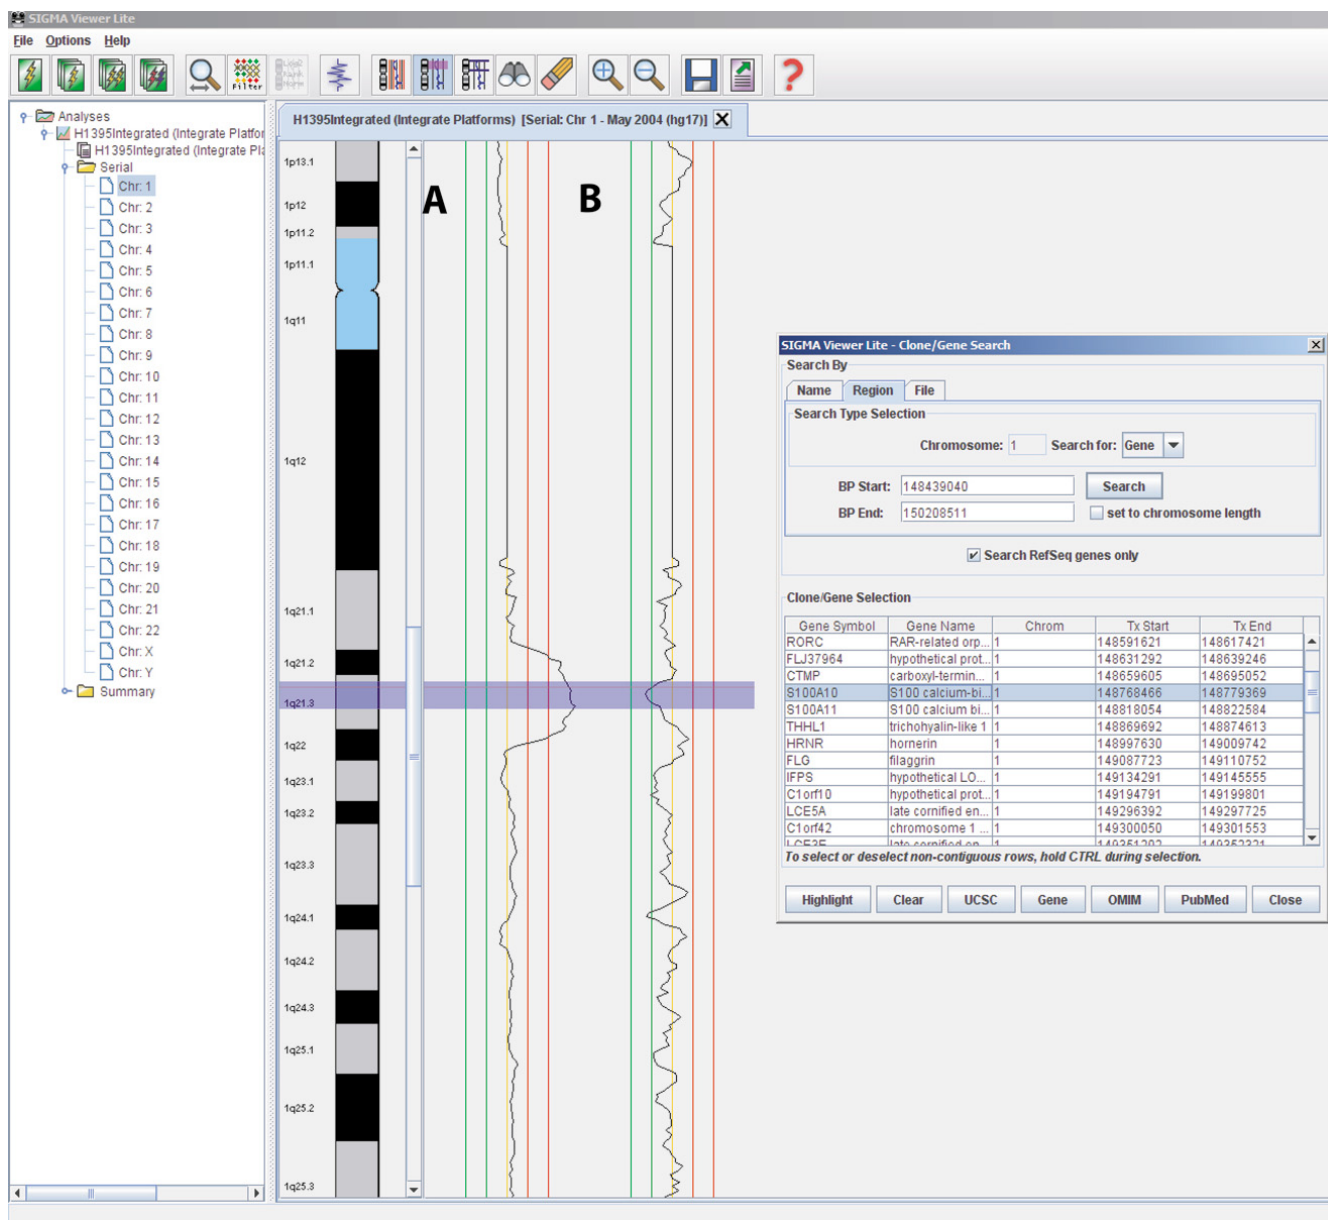 SIGMA Viewer Lite
File Options Help
Filter
Analyses
H1395Integrated (Integrate Platfor
H1395Integrated (Integrate Pl
Serial
Chr: 1
Chr: 2
Chr: 3
Chr: 4
Chr: 5
Chr: 6
Chr: 7
Chr: 8
Chr: 9
Chr: 10
Chr: 11
Chr: 12
Chr: 13
Chr: 14
Chr: 15
Chr: 16
Chr: 17
Chr: 18
Chr: 19
Chr: 20
Chr: 21
Chr: 22
Chr: X
Chr: Y
Summary
H1395Integrated (Integrate Platforms) [Serial: Chr 1 - May 2004 (hg17)]
A B
1p13.1
1p12
1p11.2
1p11.1
1q11
1q12
1q21.1
1q21.2
1q21.3
1q22
1q23.1
1q23.2
1q23.3
1q24.1
1q24.2
1q24.3
1q25.1
1q25.2
1q25.3
SIGMA Viewer Lite - Clone/Gene Search
Search By
Name Region File
Search Type Selection
Chromosome: 1 Search for: Gene
BP Start: 148439040 Search
BP End: 150208511 set to chromosome length
Search RefSeq genes only
Clone/Gene Selection
Gene Symbol Gene Name Chrom Tx Start Tx End
RORC RAR-related orp... 1 148591621 148617421
FLJ37964 hypothetical prot... 1 148631292 148639246
CTMP carboxyl-termin... 1 148659605 148695052
S100A10 S100 calcium-bi... 1 148768466 148779369
S100A11 S100 calcium bi... 1 148818054 148822584
THHL1 trichohyalin-like 1 1 148869692 148874613
HRNR hornerin 1 148997630 149009742
FLG filaggrin 1 149087723 149110752
IFPS hypothetical LO... 1 149134291 149145555
C1orf10 hypothetical prot... 1 149194791 149199801
LCE5A late cornified en... 1 149296392 149297725
C1orf42 chromosome 1 ... 1 149300050 149301553
LCE3E late cornified en... 1
To select or deselect non-contiguous rows, hold CTRL during selection.
Highlight Clear UCSC Gene OMIM PubMed Close